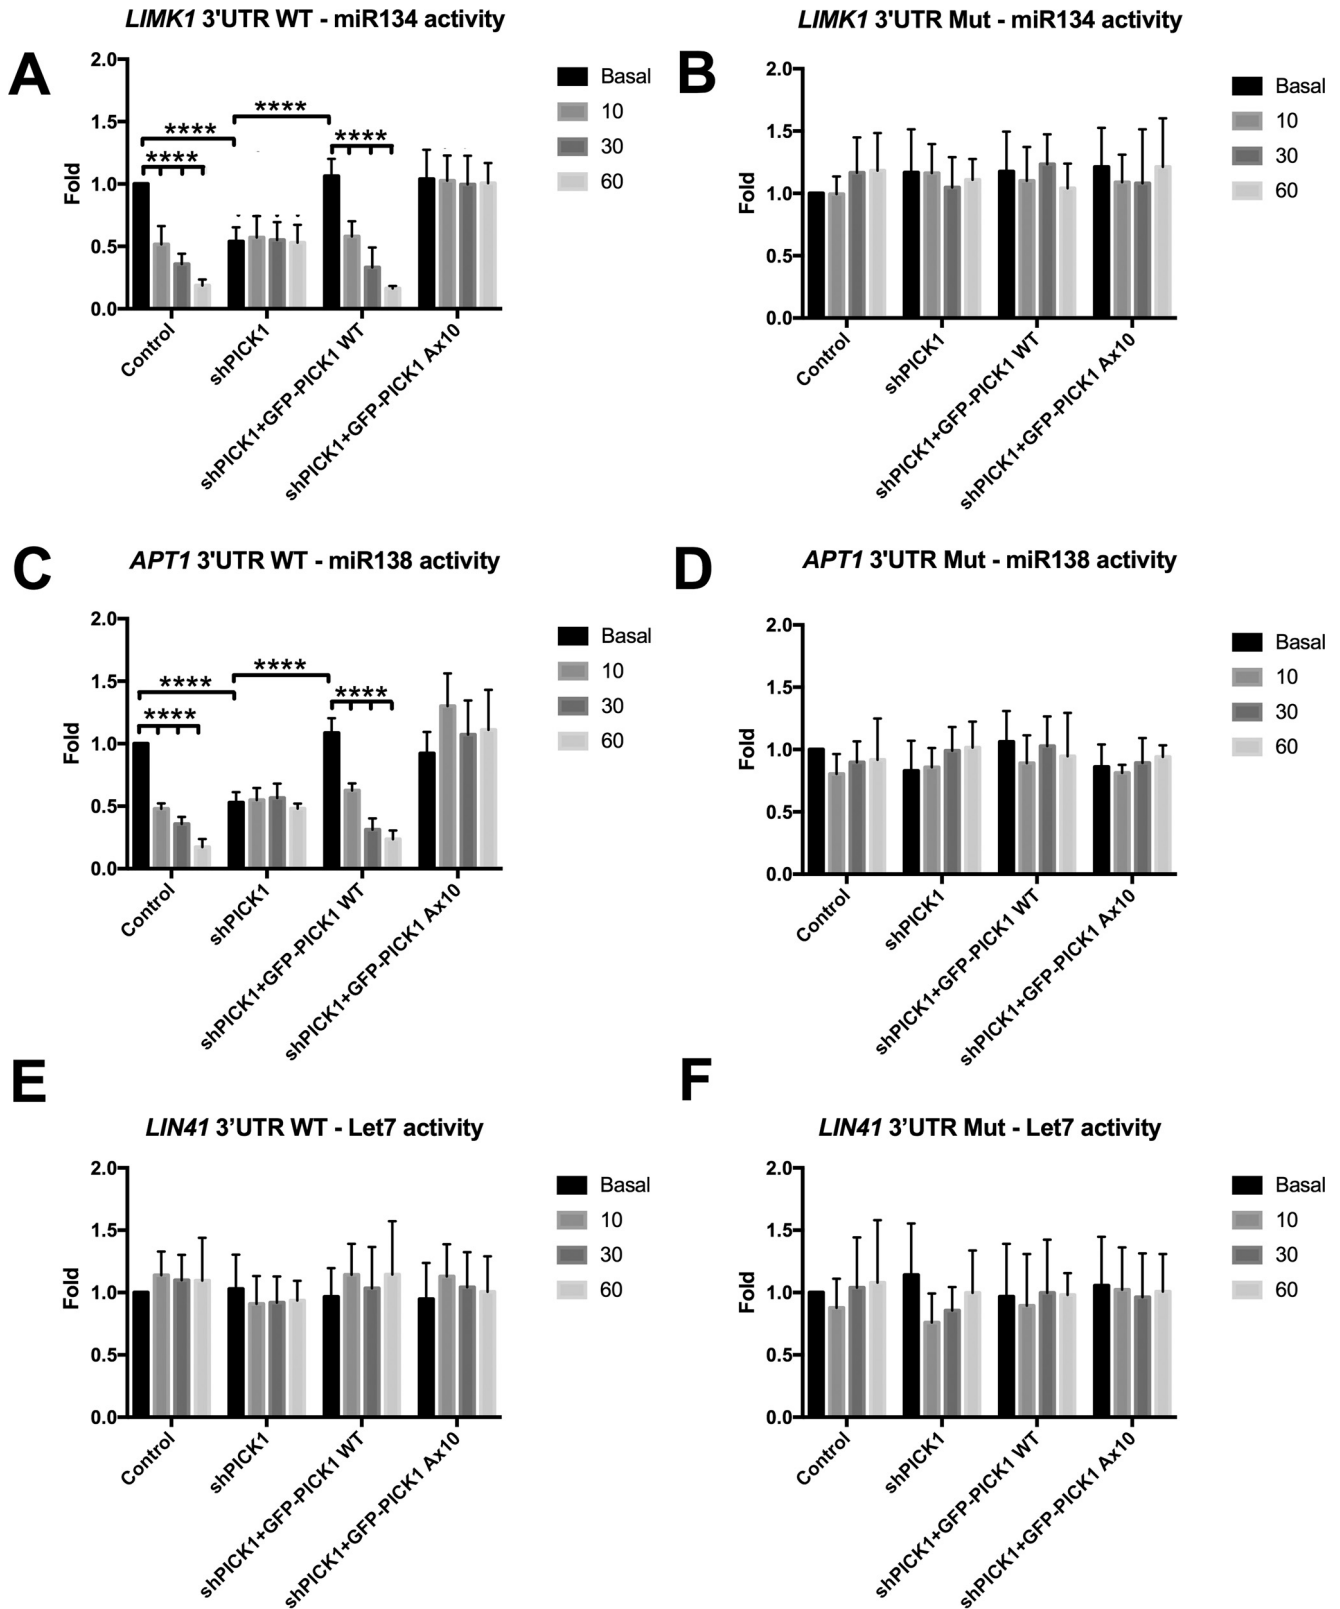 LIMK1 3'UTR WT - miR134 activity
A
2.0
1.5
1.0
0.5
0.0
Fold
****
****
****
****
Basal
10
30
60
Control
shPICK1
shPICK1+GFP-PICK1 WT
shPICK1+GFP-PICK1 Ax10
LIMK1 3'UTR Mut - miR134 activity
B
2.0
1.5
1.0
0.5
0.0
Fold
Basal
10
30
60
Control
shPICK1
shPICK1+GFP-PICK1 WT
shPICK1+GFP-PICK1 Ax10
C
APT1 3'UTR WT - miR138 activity
2.0
1.5
1.0
0.5
0.0
Fold
****
****
****
****
Basal
10
30
60
Control
shPICK1
shPICK1+GFP-PICK1 WT
shPICK1+GFP-PICK1 Ax10
D
APT1 3'UTR Mut - miR138 activity
2.0
1.5
1.0
0.5
0.0
Fold
Basal
10
30
60
Control
shPICK1
shPICK1+GFP-PICK1 WT
shPICK1+GFP-PICK1 Ax10
E
LIN41 3’UTR WT - Let7 activity
2.0
1.5
1.0
0.5
0.0
Fold
Basal
10
30
60
Control
shPICK1
shPICK1+GFP-PICK1 WT
shPICK1+GFP-PICK1 Ax10
F
LIN41 3’UTR Mut - Let7 activity
2.0
1.5
1.0
0.5
0.0
Fold
Basal
10
30
60
Control
shPICK1
shPICK1+GFP-PICK1 WT
shPICK1+GFP-PICK1 Ax10